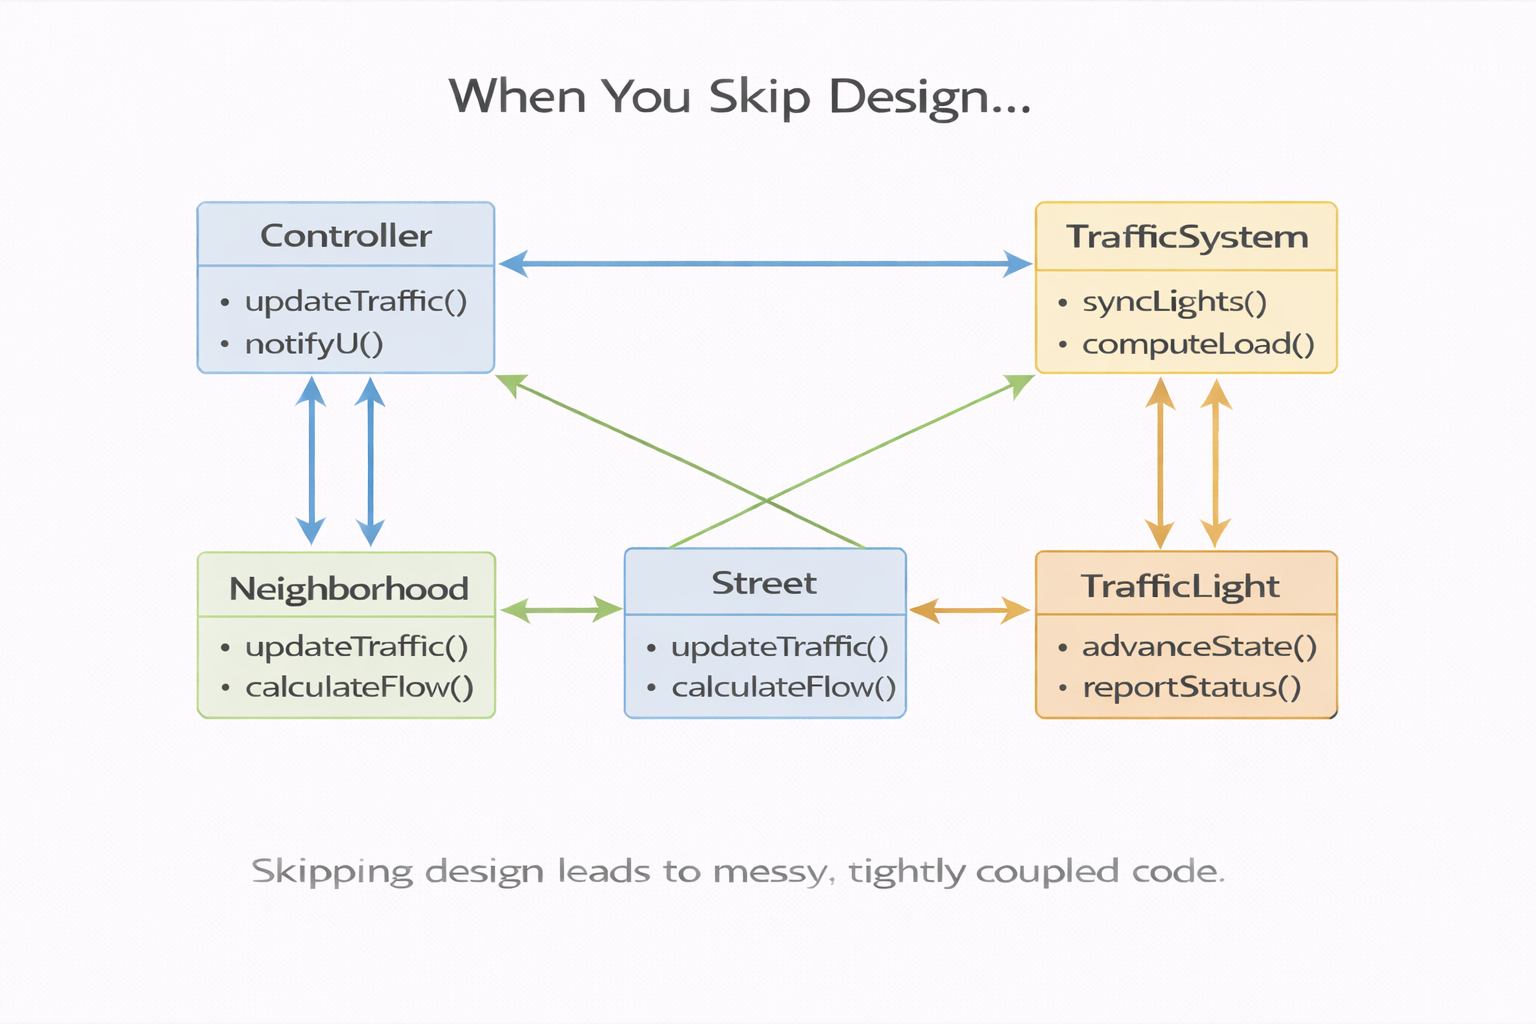 When You Skip Design...
Controller
• updateTraffic()
• notifyU()
TrafficSystem
• syncLights()
• computeLoad()
Neighborhood
• updateTraffic()
• calculateFlow()
Street
• updateTraffic()
• calculateFlow()
TrafficLight
• advanceState()
• reportStatus()
Skipping design leads to messy, tightly coupled code.